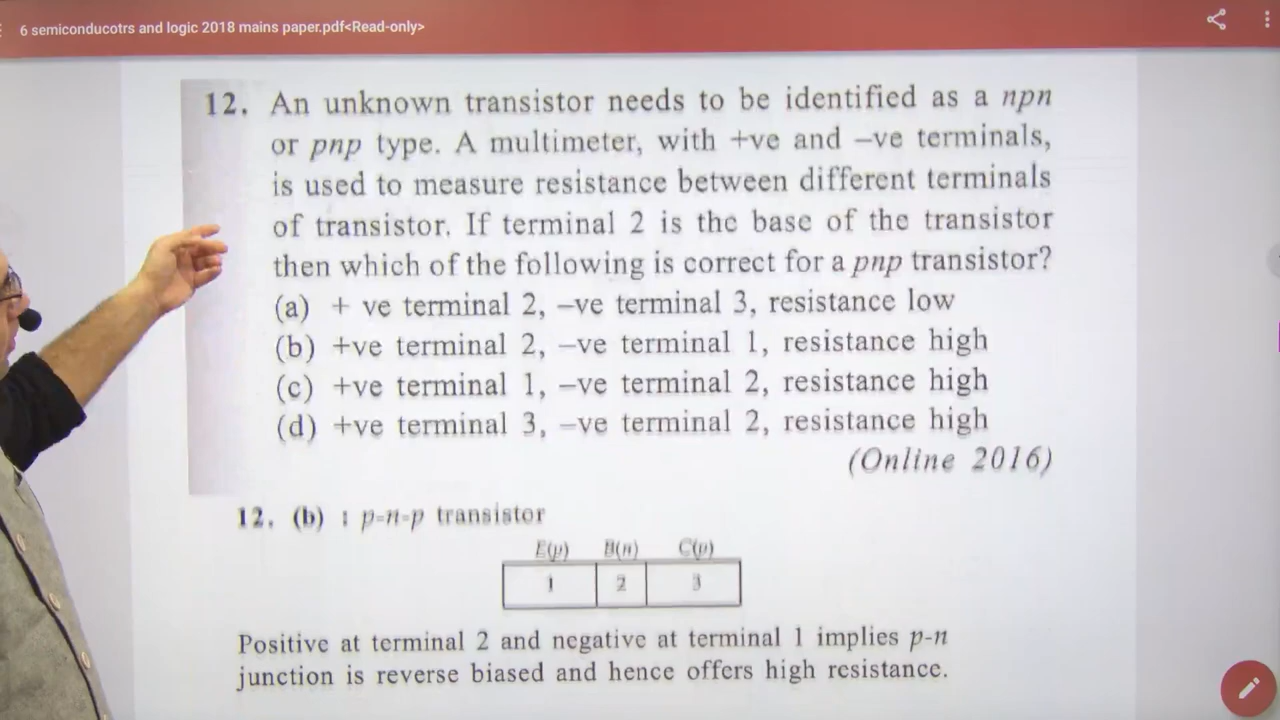 6 semiconducotrs and logic 2018 mains paper.pdf<Read-only>
12. An unknown transistor needs to be identified as a npn
or pnp type. A multimeter, with +ve and –ve terminals,
is used to measure resistance between different terminals
of transistor. If terminal 2 is the base of the transistor
then which of the following is correct for a pnp transistor?
(a) + ve terminal 2, –ve terminal 3, resistance low
(b) +ve terminal 2, –ve terminal 1, resistance high
(c) +ve terminal 1, –ve terminal 2, resistance high
(d) +ve terminal 3, –ve terminal 2, resistance high
(Online 2016)
12. (b) : p-n-p transistor
E(p) B(n) C(p)
1 2 3
Positive at terminal 2 and negative at terminal 1 implies p-n
junction is reverse biased and hence offers high resistance.